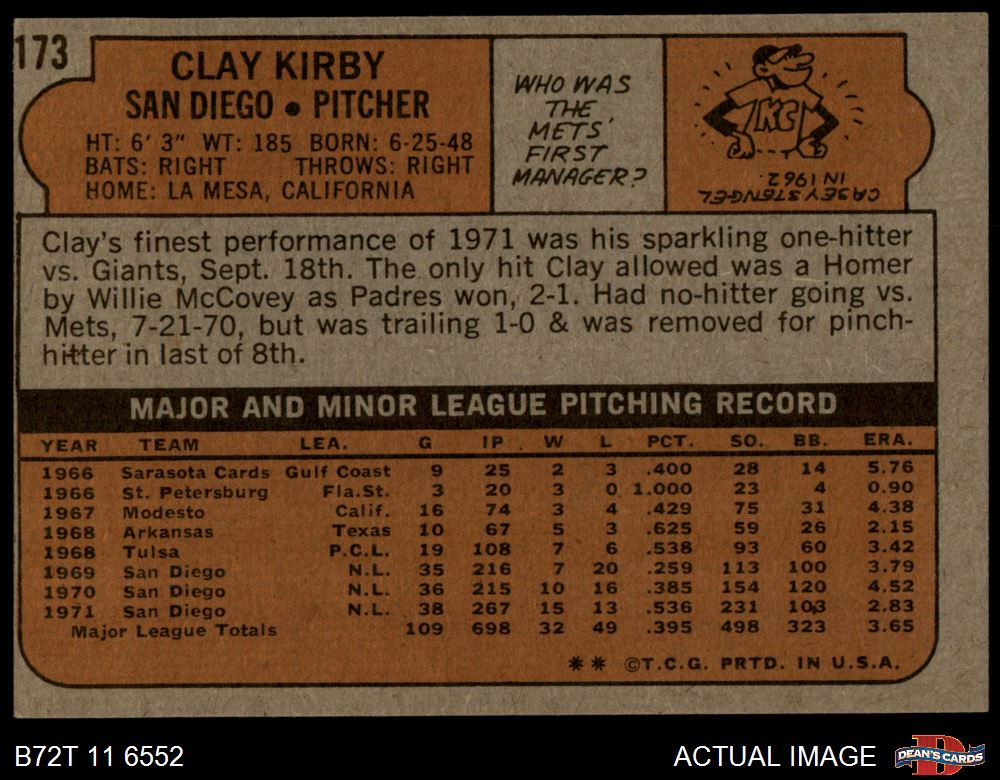 173
CLAY KIRBY
SAN DIEGO • PITCHER
HT: 6' 3" WT: 185 BORN: 6-25-48
BATS: RIGHT THROWS: RIGHT
HOME: LA MESA, CALIFORNIA
WHO WAS
THE
METS'
FIRST
MANAGER?
KC
CASEY STENGEL
IN 1962.
Clay's finest performance of 1971 was his sparkling one-hitter
vs. Giants, Sept. 18th. The only hit Clay allowed was a Homer
by Willie McCovey as Padres won, 2-1. Had no-hitter going vs.
Mets, 7-21-70, but was trailing 1-0 & was removed for pinch-
hitter in last of 8th.
MAJOR AND MINOR LEAGUE PITCHING RECORD
YEAR TEAM LEA. G IP. W L PCT. SO. BB. ERA.
1966 Sarasota Cards Gulf Coast 9 25 2 3 .400 28 14 5.76
1966 St. Petersburg Fla.St. 3 20 3 0 1.000 23 4 0.90
1967 Modesto Calif. 16 74 3 4 .429 75 31 4.38
1968 Arkansas Texas 10 67 5 3 .625 59 26 2.15
1968 Tulsa P.C.L. 19 108 7 6 .538 93 60 3.42
1969 San Diego N.L. 35 216 7 20 .259 113 100 3.79
1970 San Diego N.L. 36 215 10 16 .385 154 120 4.52
1971 San Diego N.L. 38 267 15 13 .536 231 103 2.83
Major League Totals 109 698 32 49 .395 498 323 3.65
** ©T.C.G. PRTD. IN U.S.A.
B72T 11 6552
ACTUAL IMAGE
D
DEAN'S CARDS